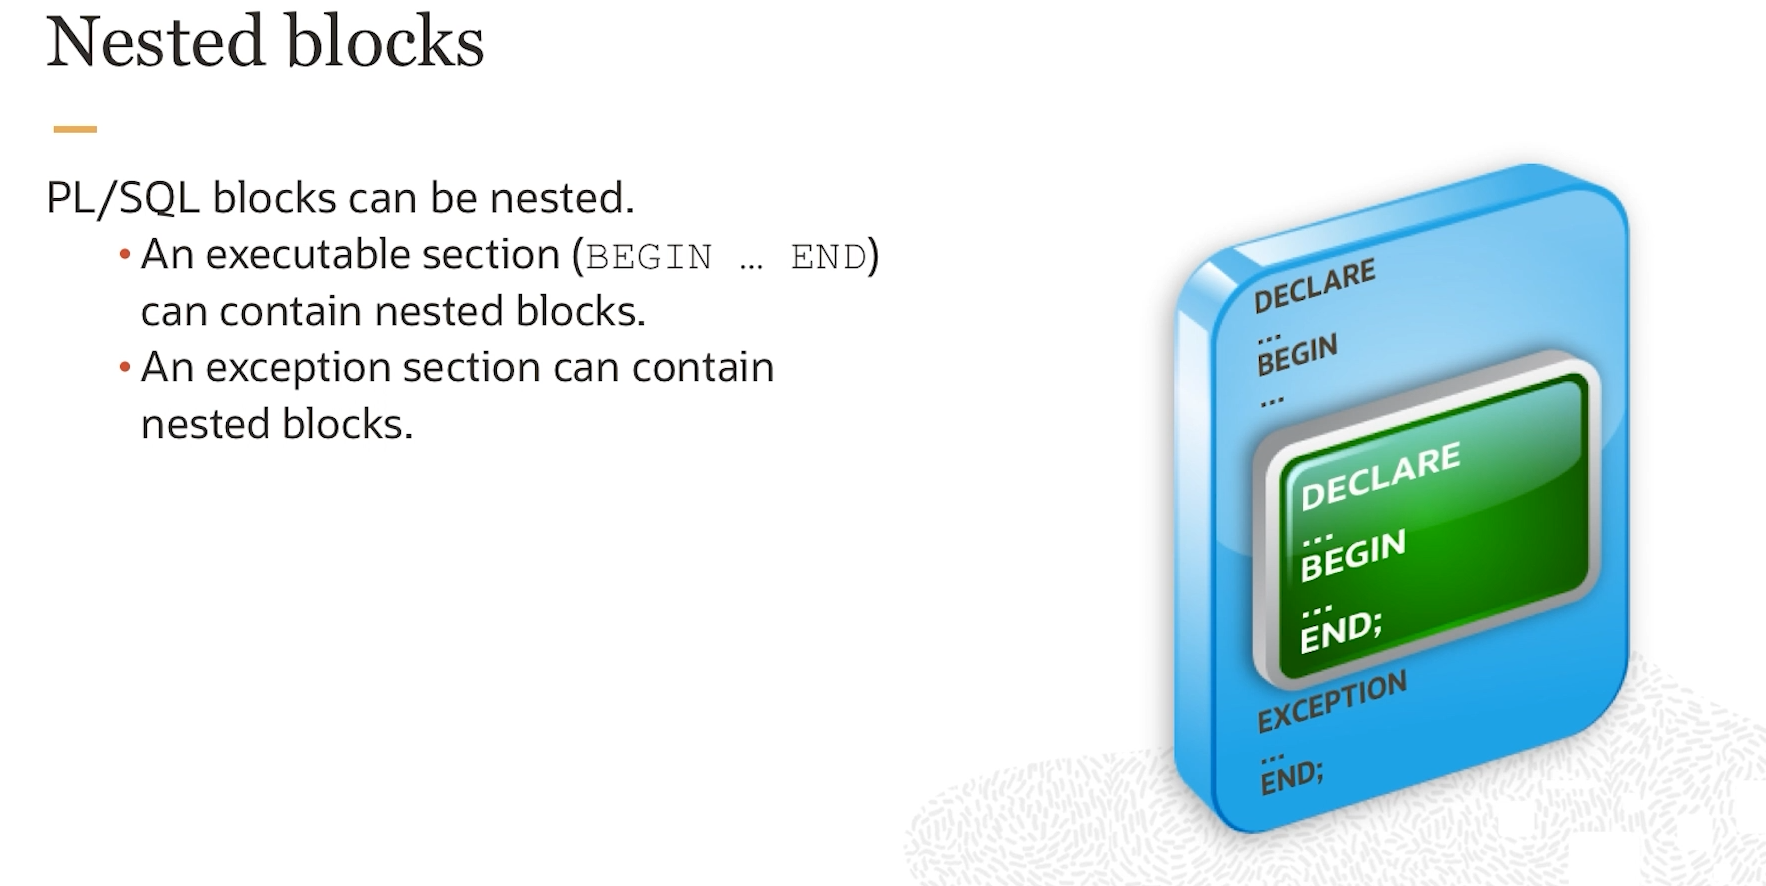 Nested blocks
PL/SQL blocks can be nested.
• An executable section (BEGIN … END)
can contain nested blocks.
• An exception section can contain
nested blocks.
DECLARE
...
BEGIN
...
DECLARE
...
BEGIN
...
END;
EXCEPTION
...
END;